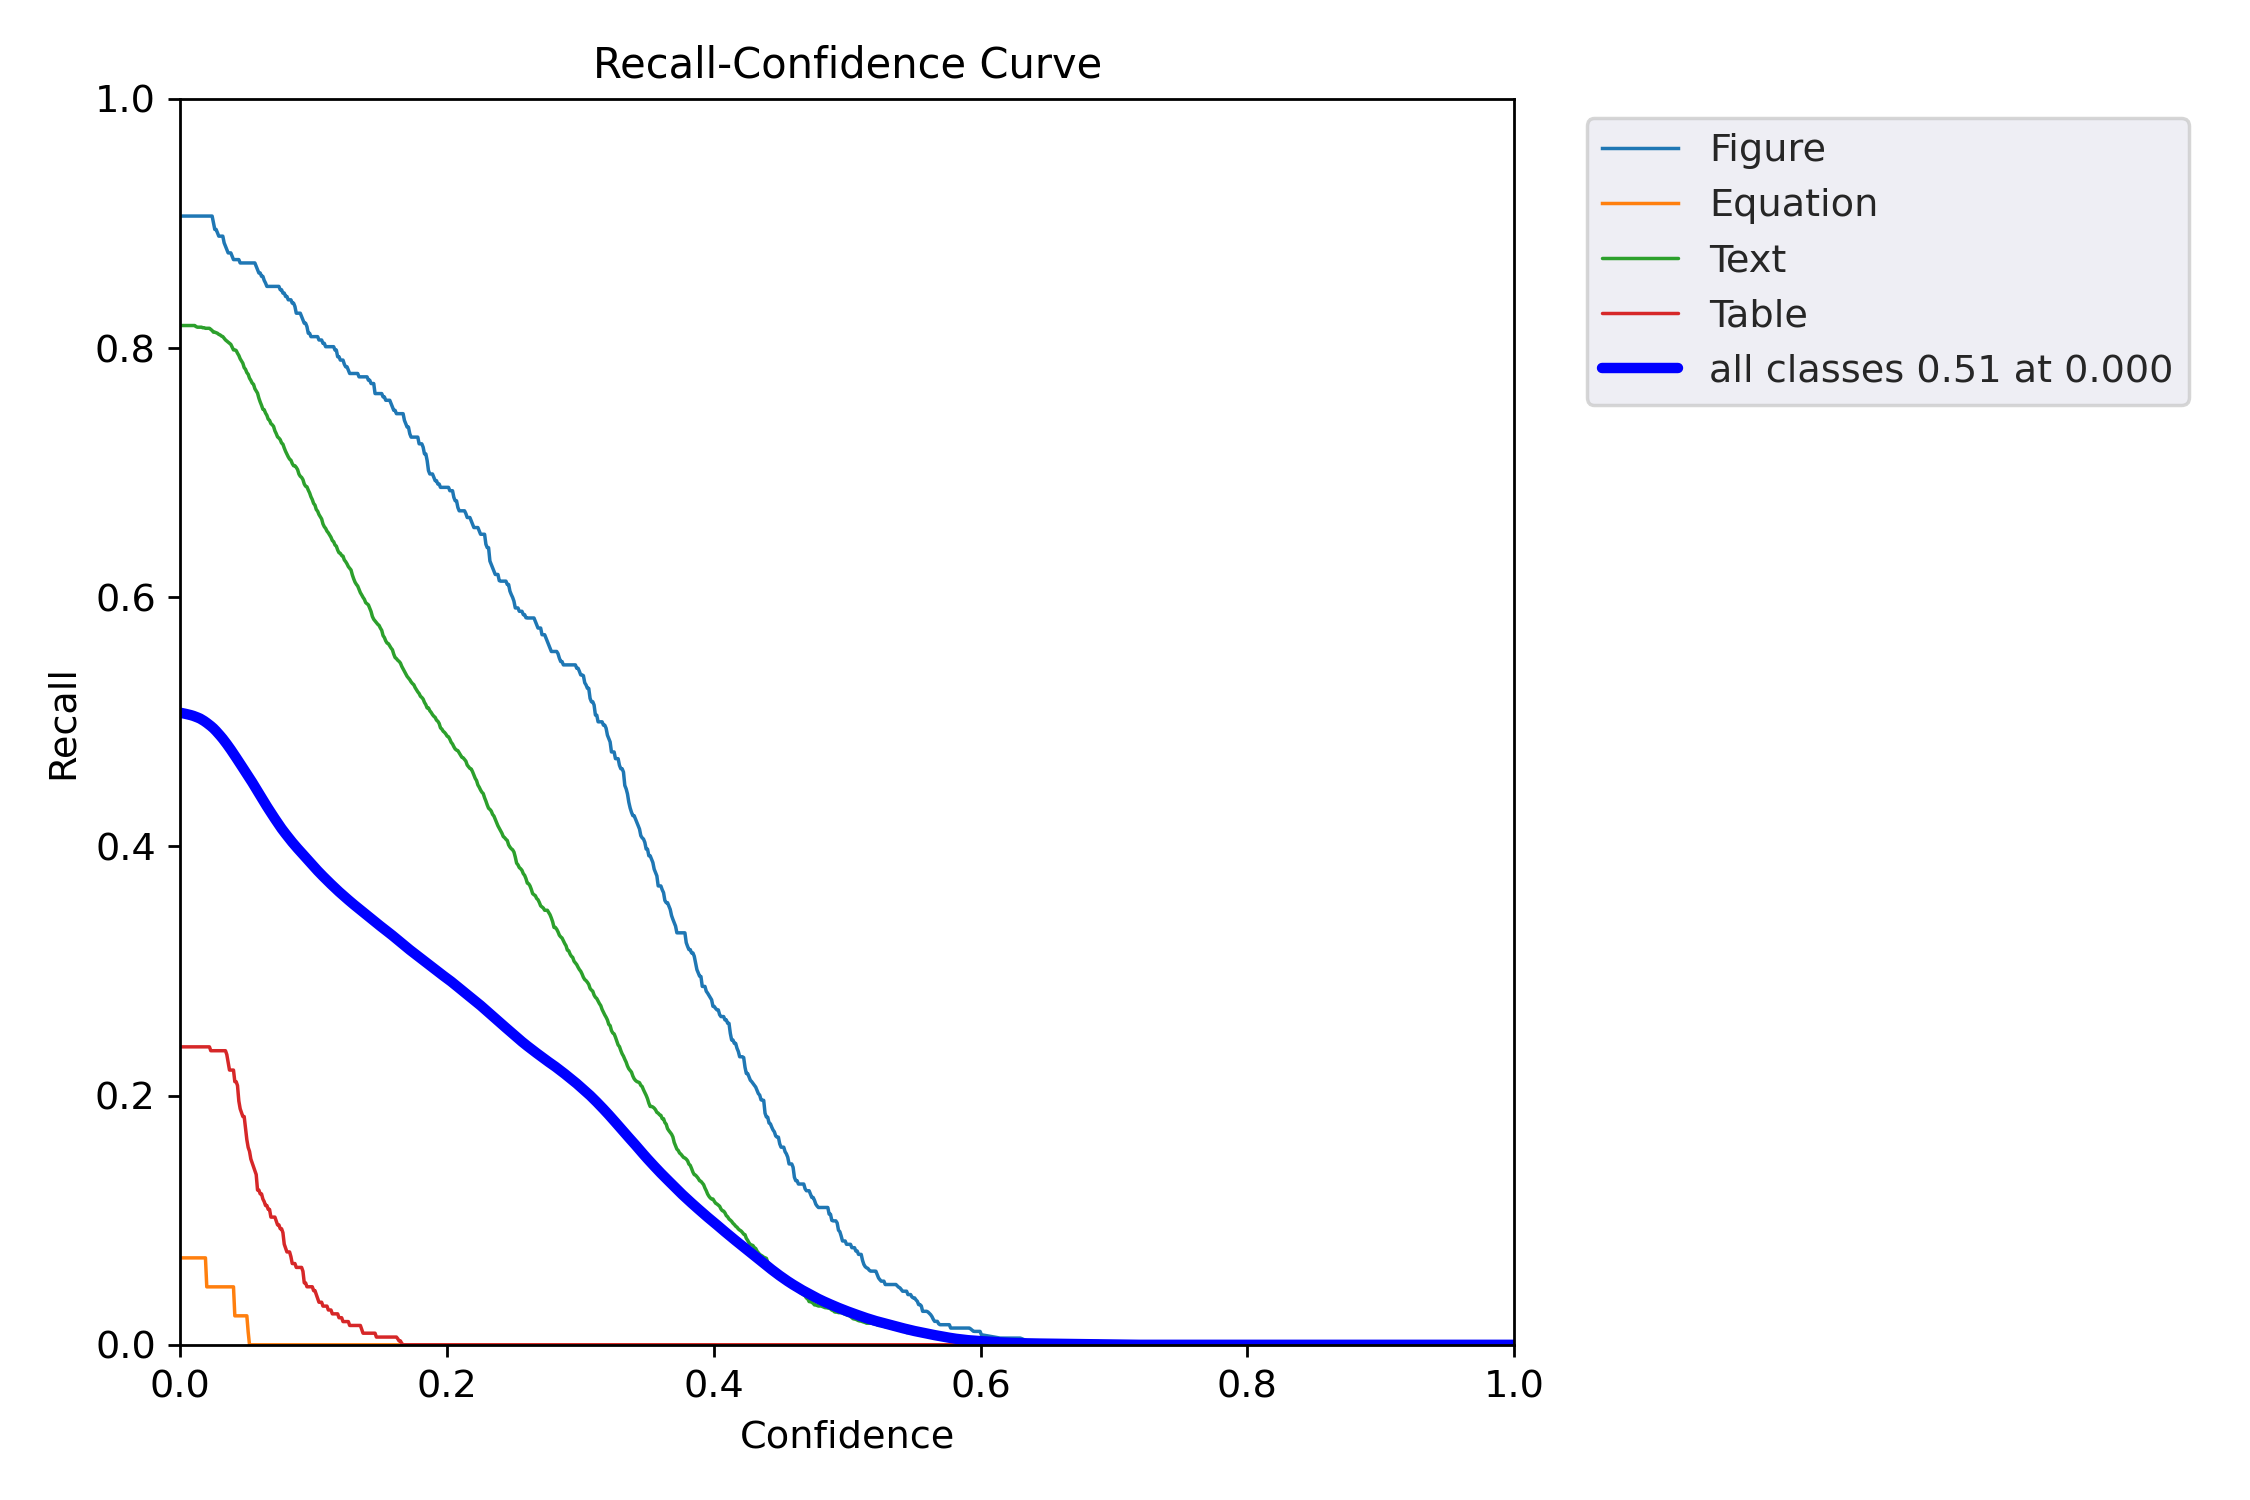 Recall-Confidence Curve
1.0
0.8
0.6
0.4
0.2
0.0
Recall
0.0 0.2 0.4 0.6 0.8 1.0
Confidence
Figure
Equation
Text
Table
all classes 0.51 at 0.000